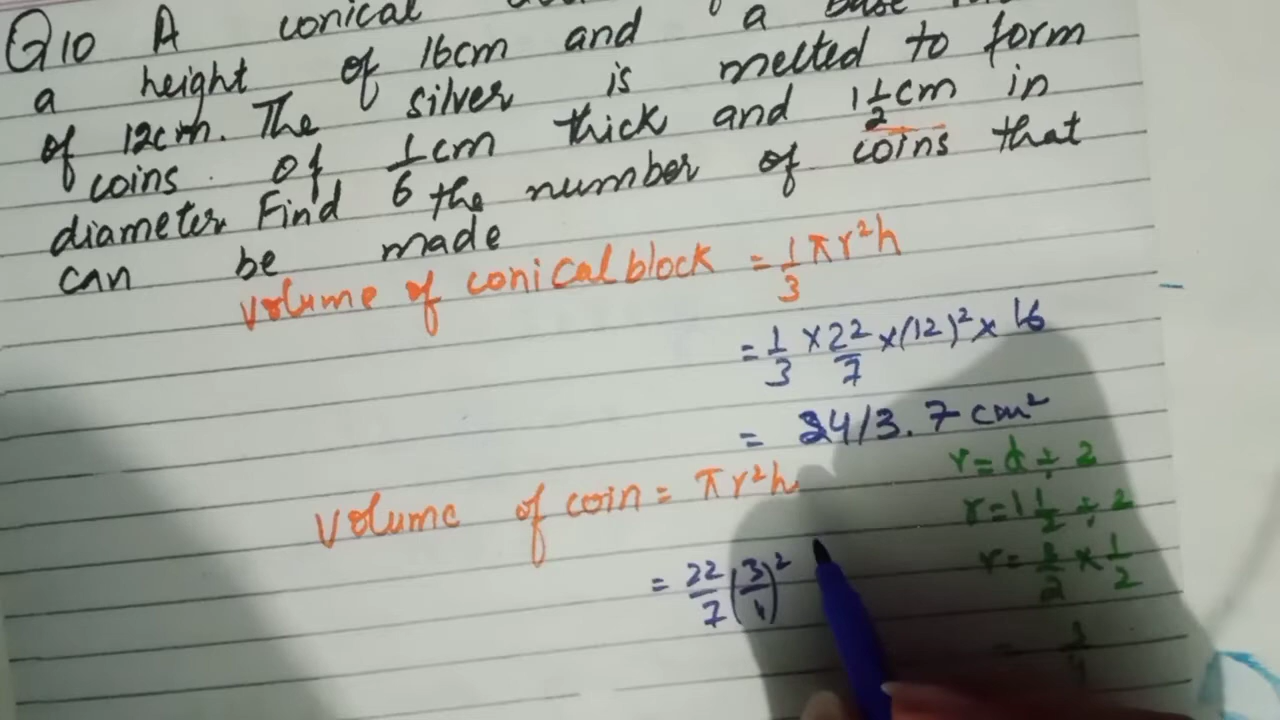 Q10 A conical a base
a height of 16cm and
of 12cm. The silver is melted to form
coins of 1/6 cm thick and 1 1/2 cm in
diameter. Find the number of coins that
can be made
volume of conical block = 1/3 πr²h
= 1/3 × 22/7 × (12)² × 16
= 2413.7 cm²
r = d ÷ 2
volume of coin = πr²h
r = 1 1/2 ÷ 2
r = 3/2 × 1/2
= 22/7 (3/4)²
= 3/4